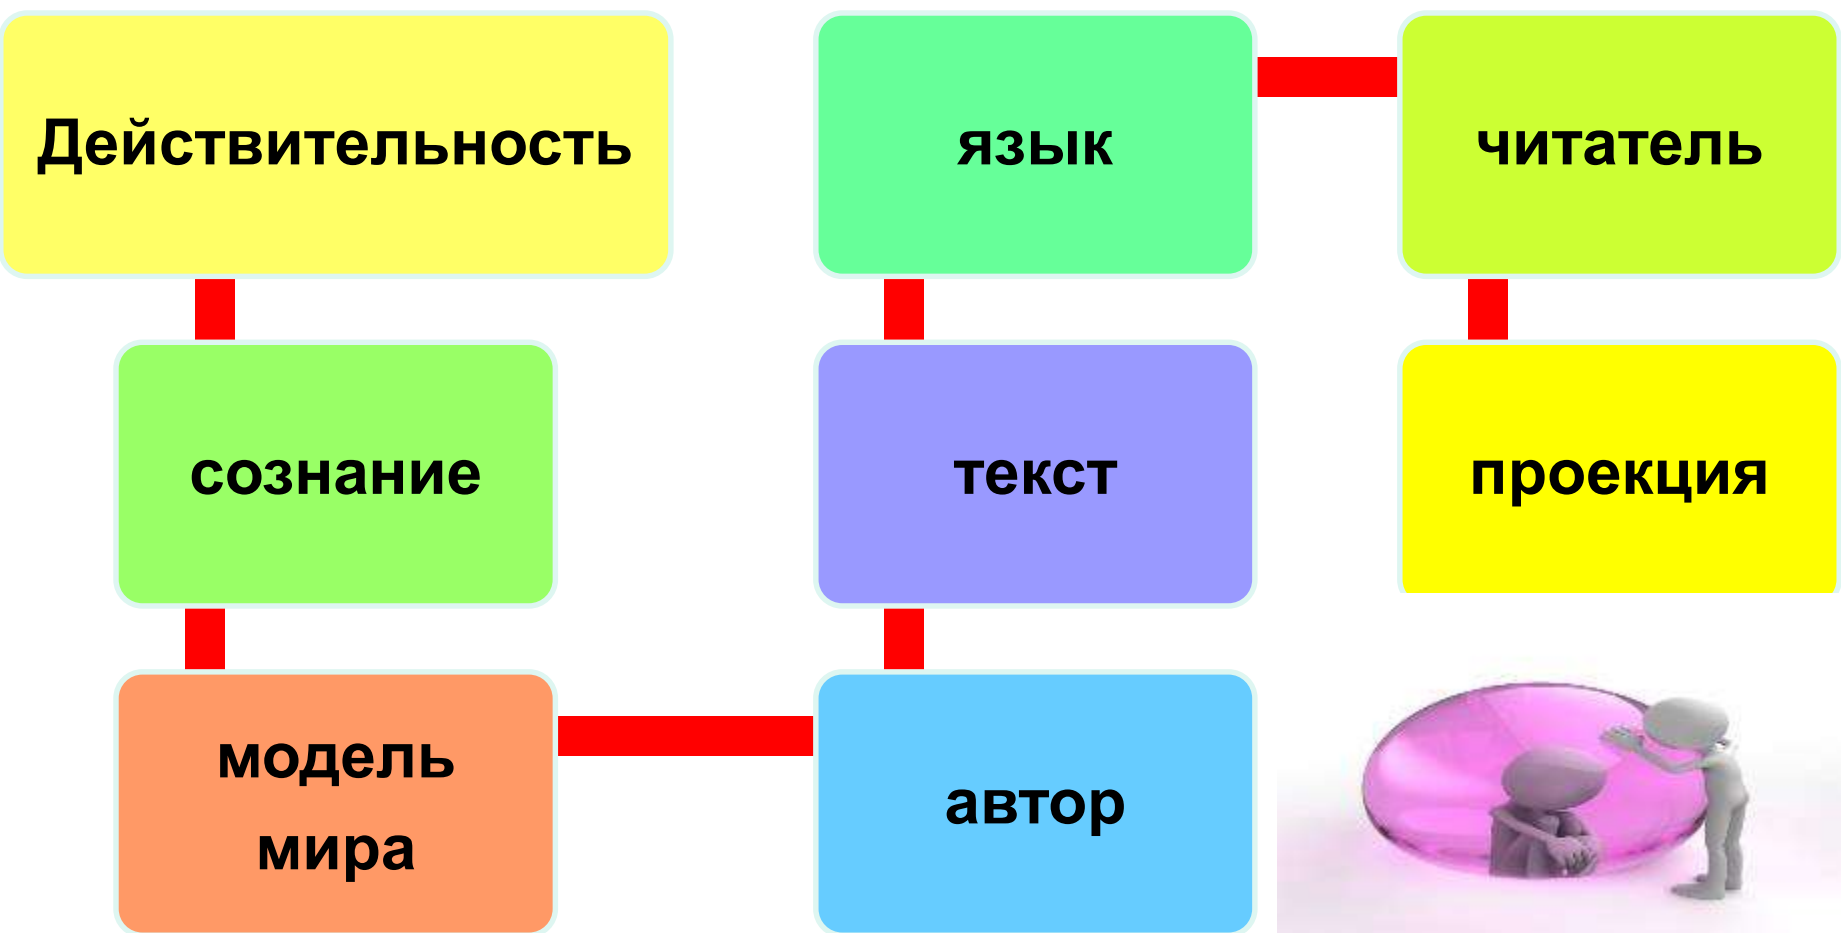 Действительность
сознание
модель
мира
автор
текст
язык
читатель
проекция